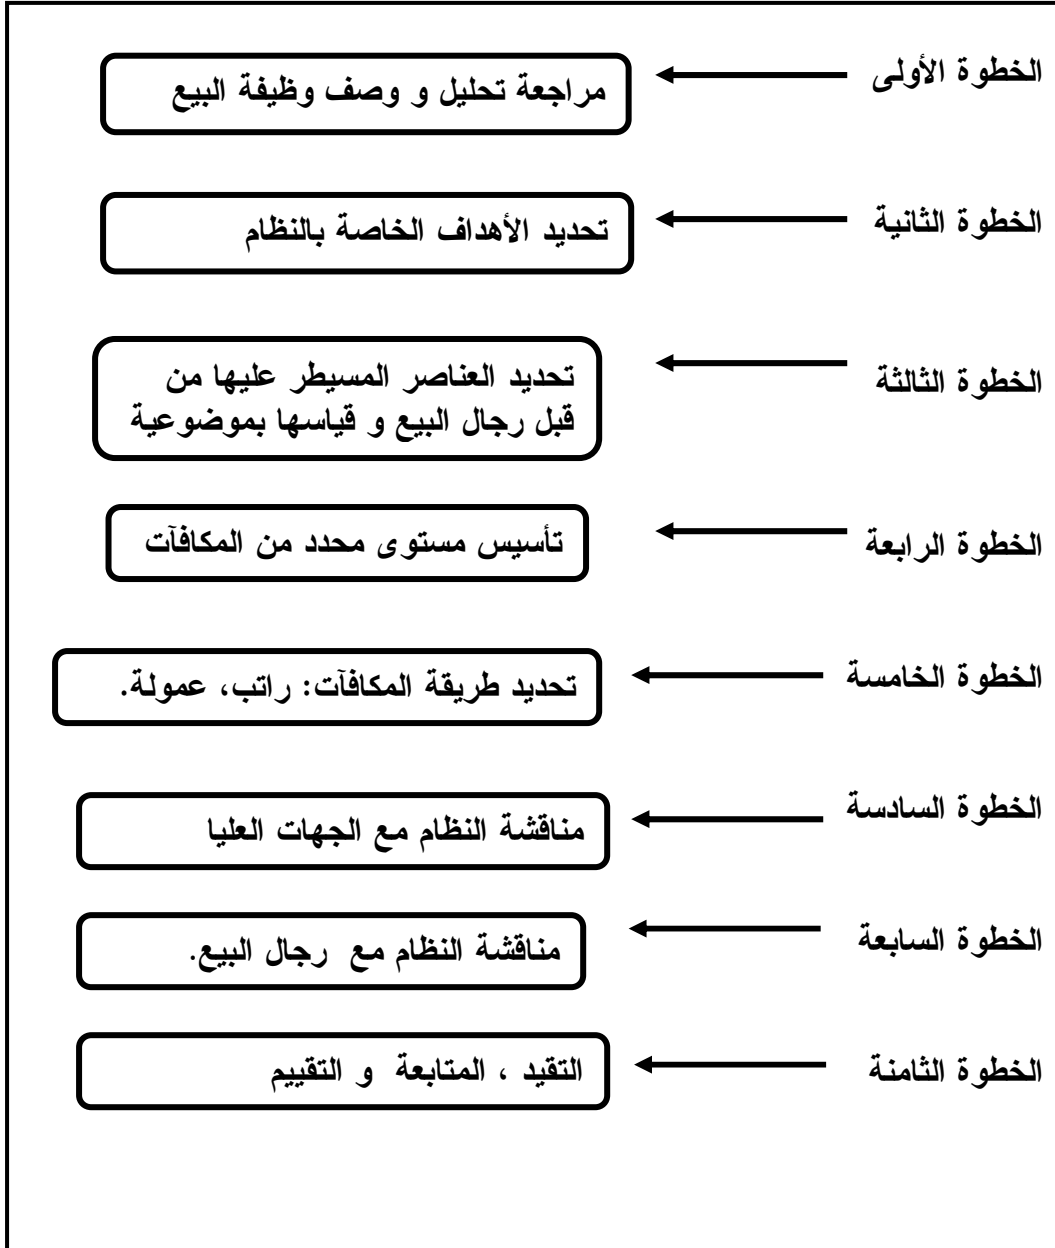 الخطوة الأولى
مراجعة تحليل و وصف وظيفة البيع
الخطوة الثانية
تحديد الأهداف الخاصة بالنظام
الخطوة الثالثة
تحديد العناصر المسيطر عليها من
قبل رجال البيع و قياسها بموضوعية
الخطوة الرابعة
تأسيس مستوى محدد من المكافآت
الخطوة الخامسة
تحديد طريقة المكافآت: راتب، عمولة.
الخطوة السادسة
مناقشة النظام مع الجهات العليا
الخطوة السابعة
مناقشة النظام مع رجال البيع.
الخطوة الثامنة
التقيد ، المتابعة و التقييم